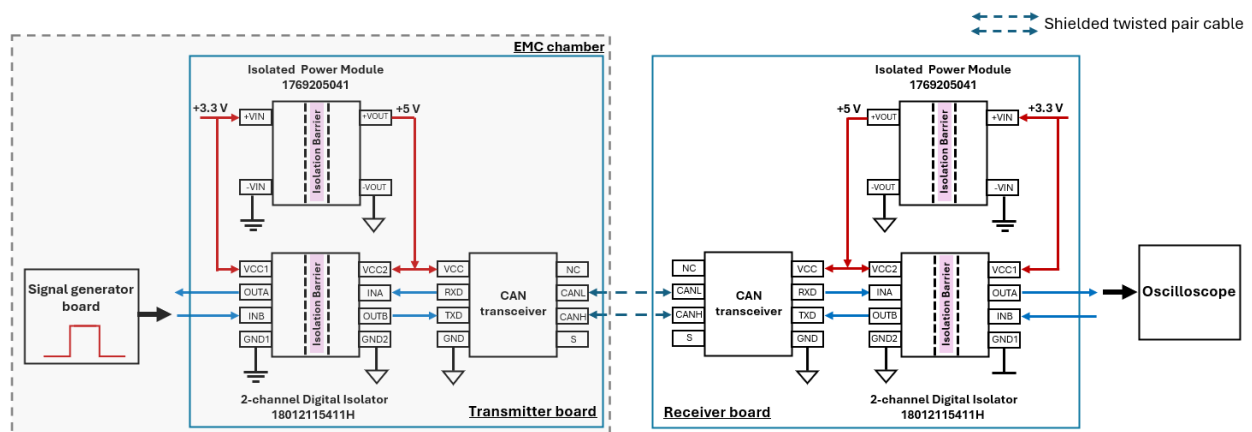 Shielded twisted pair cable
EMC chamber
Isolated Power Module
1769205041
+3.3 V
+5 V
+VIN
+VOUT
Isolation Barrier
-VIN
-VOUT
Signal generator
board
VCC1
OUTA
INB
GND1
Isolation Barrier
VCC2
INA
OUTB
GND2
VCC
RXD
TXD
GND
CAN
transceiver
NC
CANL
CANH
S
2-channel Digital Isolator
18012115411H
Transmitter board
Isolated Power Module
1769205041
+5 V
+3.3 V
+VOUT
+VIN
Isolation Barrier
-VOUT
-VIN
NC
CANL
CANH
S
CAN
transceiver
VCC
RXD
TXD
GND
VCC2
INA
OUTB
GND2
Isolation Barrier
VCC1
OUTA
INB
GND1
Oscilloscope
2-channel Digital Isolator
18012115411H
Receiver board